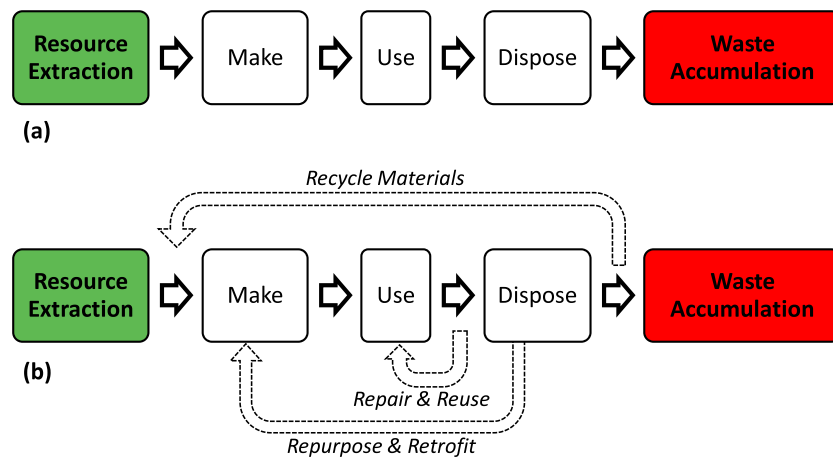 Resource
Extraction
Make
Use
Dispose
Waste
Accumulation
(a)
Recycle Materials
Resource
Extraction
Make
Use
Dispose
Waste
Accumulation
(b)
Repair & Reuse
Repurpose & Retrofit